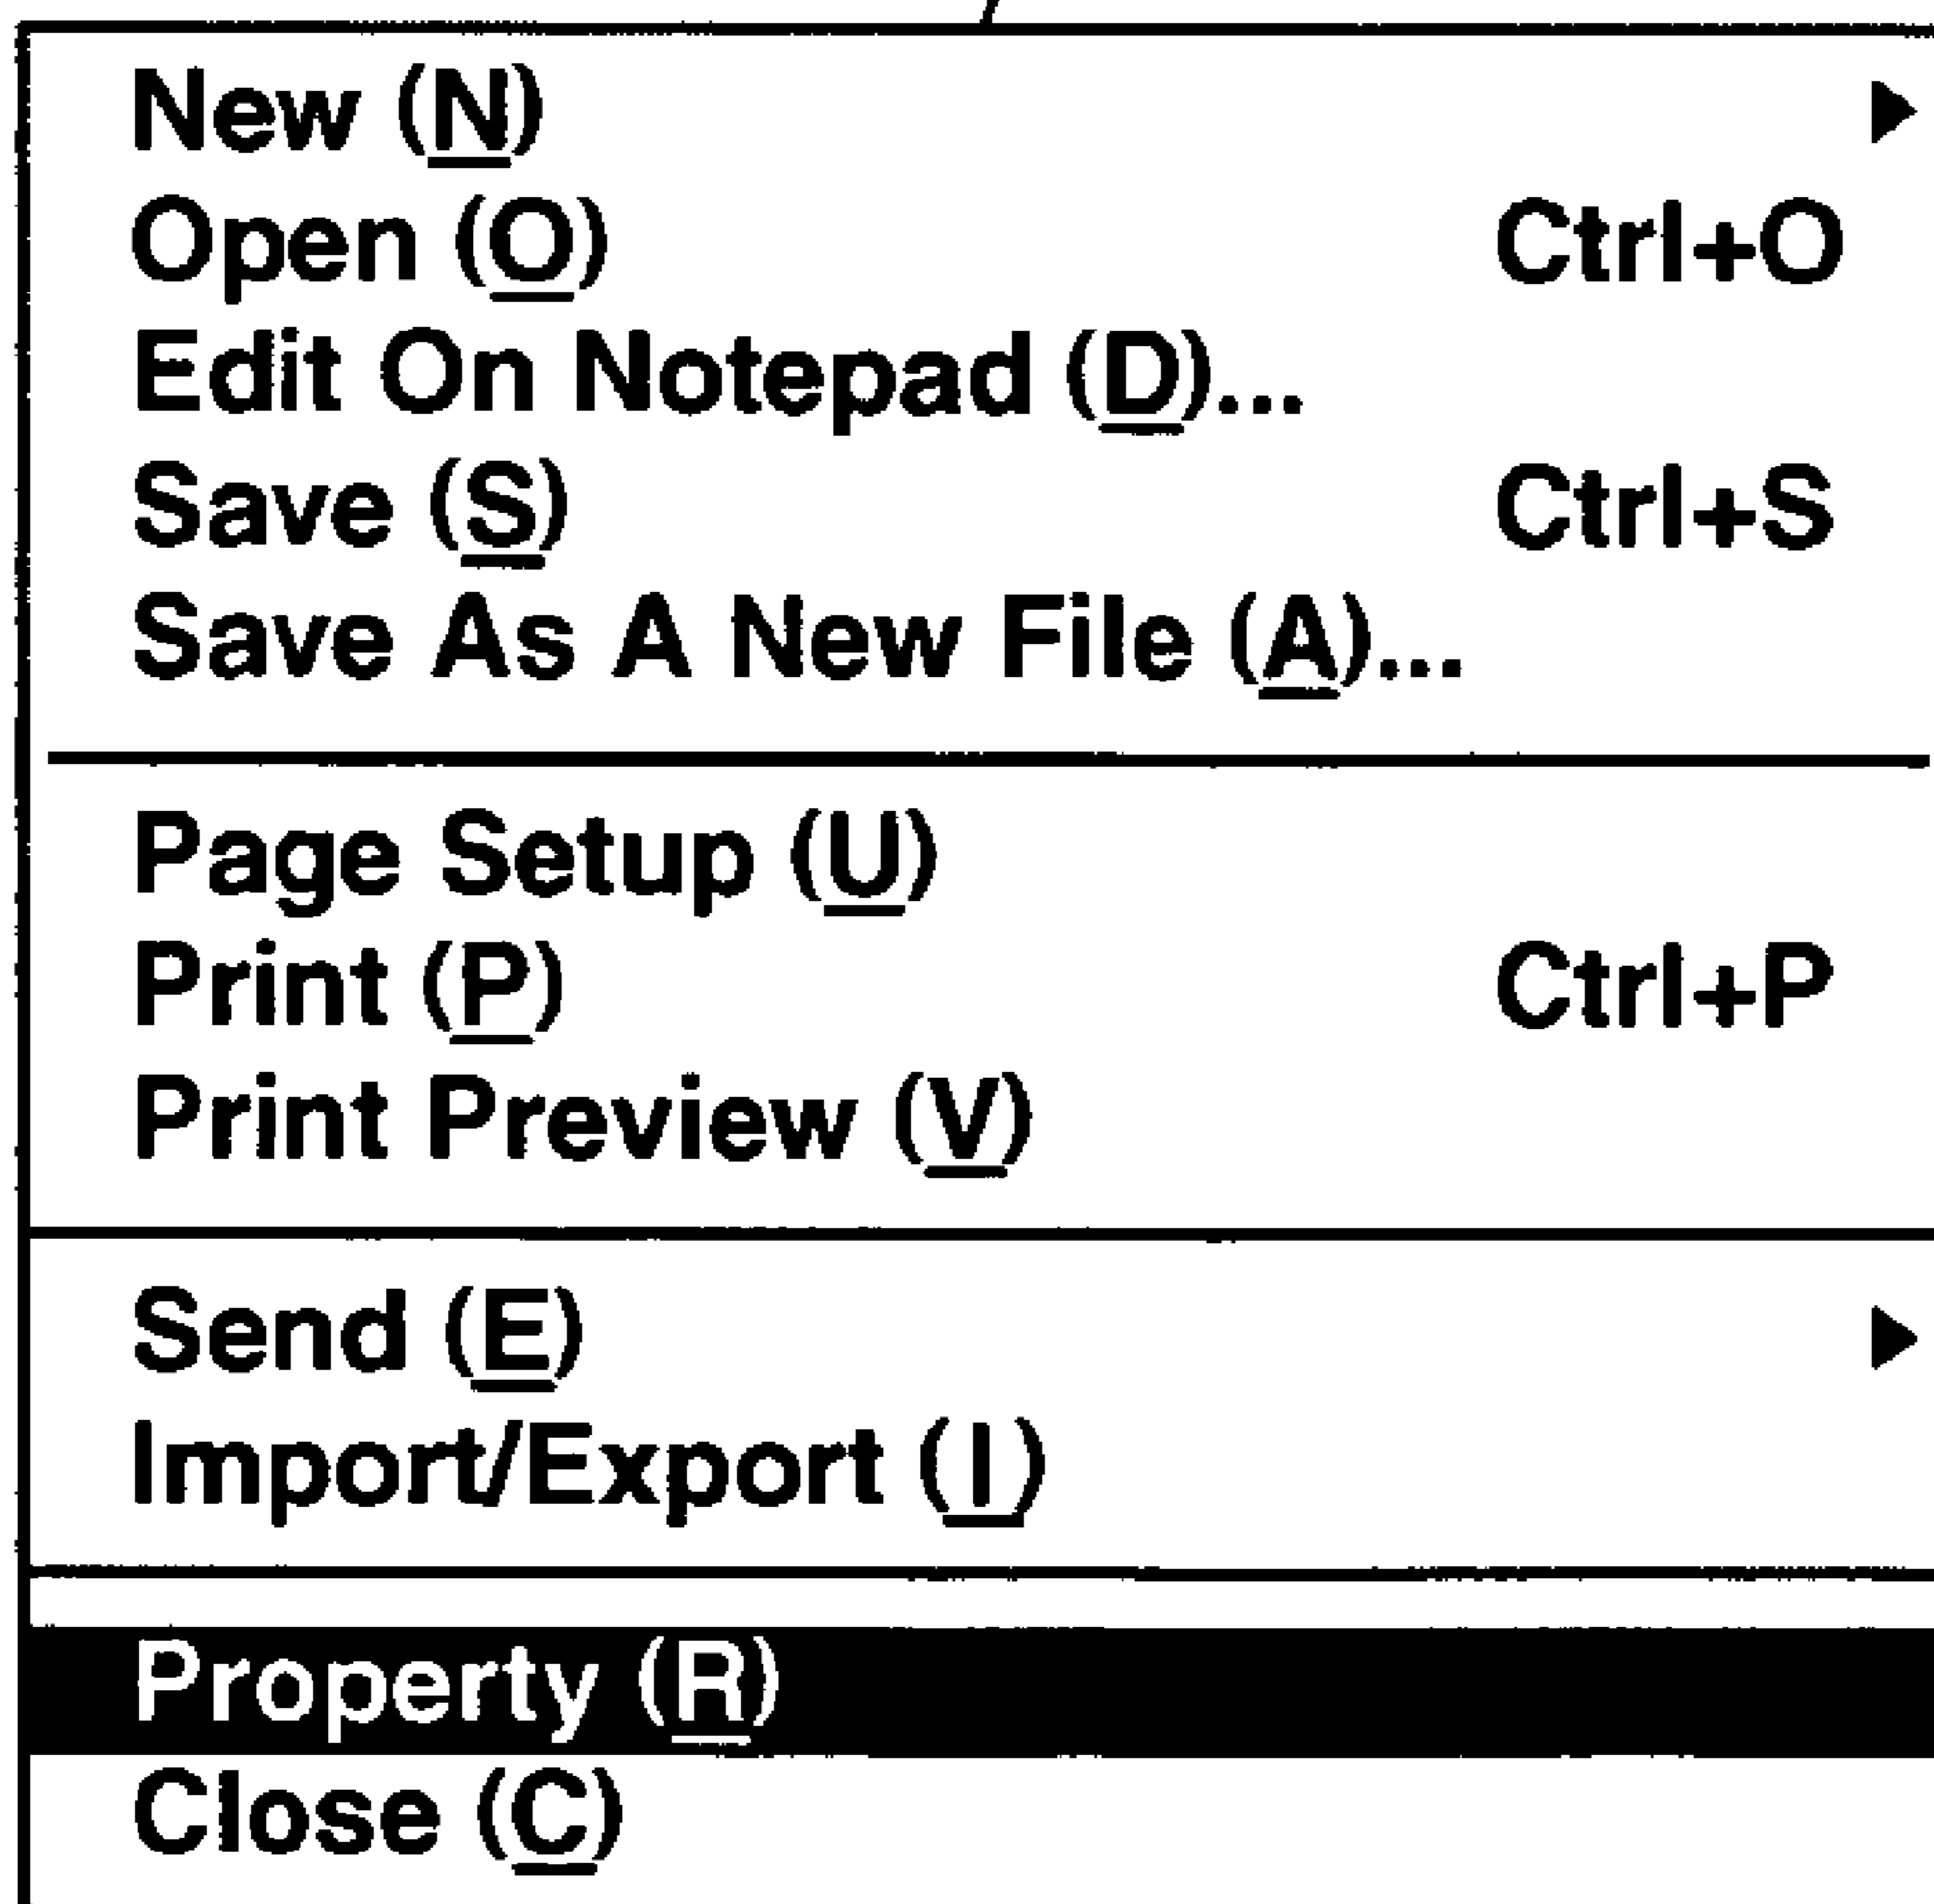 New (N)
Open (O) Ctrl+O
Edit On Notepad (D)...
Save (S) Ctrl+S
Save As A New File (A)...
Page Setup (U)
Print (P) Ctrl+P
Print Preview (V)
Send (E)
Import/Export (I)
Property (R)
Close (C)